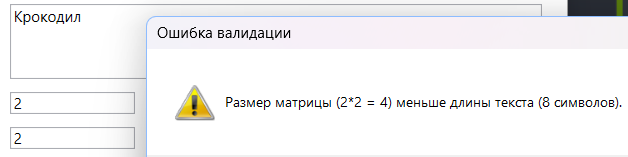 Крокодил
Ошибка валидации
Размер матрицы (2*2 = 4) меньше длины текста (8 символов).
2
2